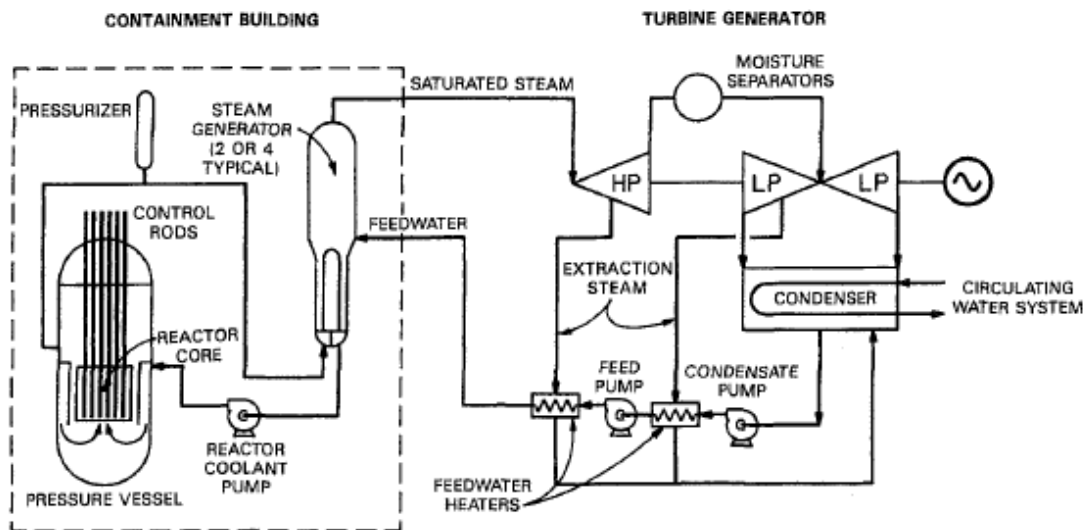 CONTAINMENT BUILDING
TURBINE GENERATOR
PRESSURIZER
STEAM
GENERATOR
(2 OR 4
TYPICAL)
SATURATED STEAM
MOISTURE
SEPARATORS
HP
LP
LP
CONTROL
RODS
FEEDWATER
EXTRACTION
STEAM
CONDENSER
CIRCULATING
WATER SYSTEM
REACTOR
CORE
FEED
PUMP
CONDENSATE
PUMP
REACTOR
COOLANT
PUMP
PRESSURE VESSEL
FEEDWATER
HEATERS